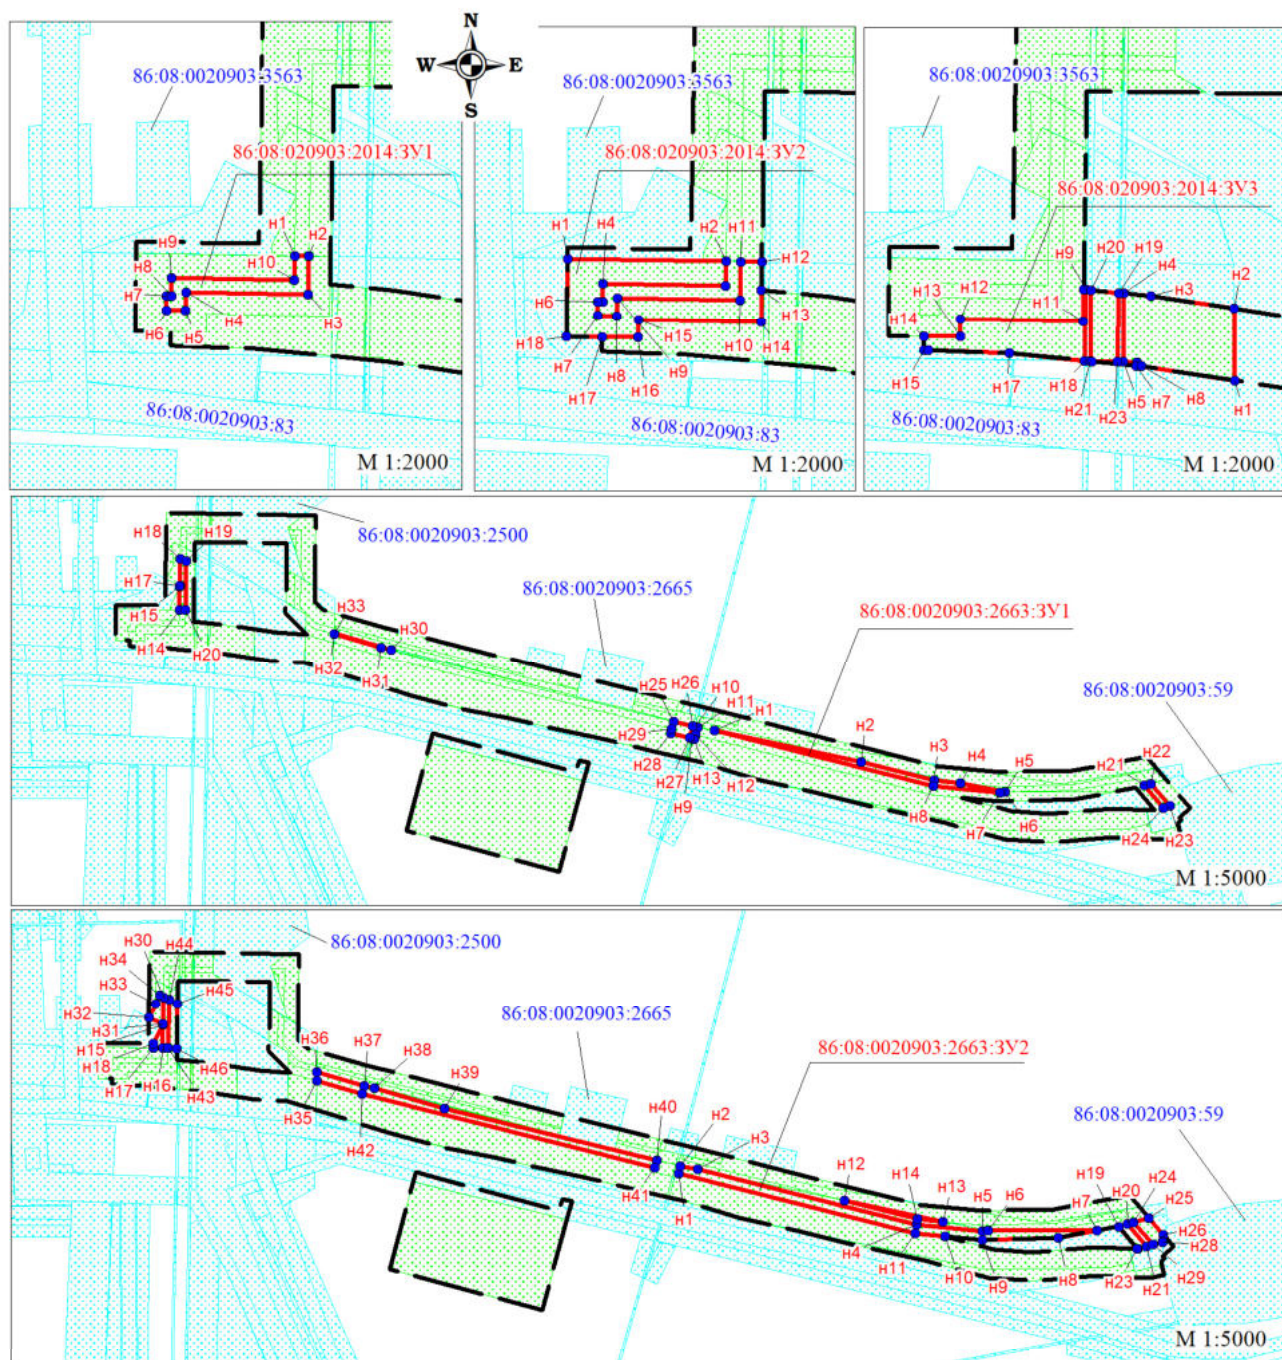 N
W E
S
86:08:0020903:3563
86:08:020903:2014:ЗУ1
Н1
Н2
Н9
Н8
Н10
Н7
Н6
Н5
Н4
Н3
86:08:0020903:83
М 1:2000
86:08:0020903:3563
86:08:020903:2014:ЗУ2
Н1
Н4
Н2
Н11
Н12
Н6
Н13
Н18
Н15
Н10
Н14
Н7
Н8
Н9
Н17
Н16
86:08:0020903:83
М 1:2000
86:08:0020903:3563
86:08:020903:2014:ЗУ3
Н9
Н20
Н19
Н4
Н2
Н3
Н13
Н12
Н11
Н14
Н15
Н17
Н18
Н21
Н23
Н5
Н7
Н8
Н1
86:08:0020903:83
М 1:2000
Н18
Н19
86:08:0020903:2500
Н17
86:08:0020903:2665
86:08:0020903:2663:ЗУ1
Н15
Н33
Н14
Н20
Н32
Н30
Н31
86:08:0020903:59
Н25
Н26
Н10
Н11
Н1
Н29
Н2
Н28
Н3
Н4
Н5
Н21
Н22
Н27
Н13
Н12
Н9
Н8
Н7
Н6
Н24
Н23
М 1:5000
Н30
Н44
86:08:0020903:2500
Н34
Н33
Н45
Н32
86:08:0020903:2665
Н31
86:08:0020903:2663:ЗУ2
Н15
Н36
Н37
Н38
Н18
Н46
Н17
Н16
Н43
Н39
Н35
86:08:0020903:59
Н42
Н40
Н2
Н3
Н41
Н1
Н12
Н14
Н13
Н5
Н6
Н7
Н19
Н20
Н24
Н25
Н26
Н4
Н28
Н11
Н10
Н9
Н8
Н23
Н21
Н29
М 1:5000